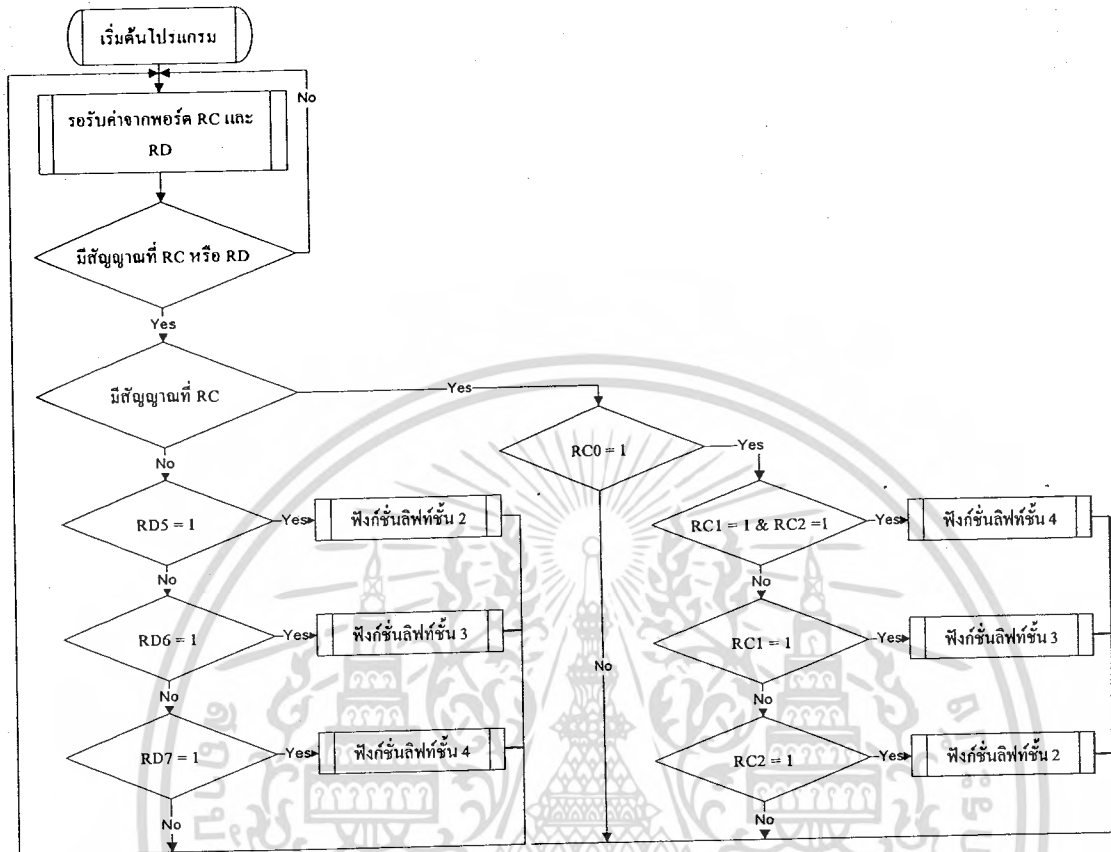 เริ่มต้นโปรแกรม
No
รอรับค่าจากพอร์ต RC และ
RD
มีสัญญาณที่ RC หรือ RD
Yes
มีสัญญาณที่ RC
Yes
No
RC0 = 1
Yes
No
RD5 = 1
Yes
ฟังก์ชั่นลิฟท์ชั้น 2
No
RD6 = 1
Yes
ฟังก์ชั่นลิฟท์ชั้น 3
No
RD7 = 1
Yes
ฟังก์ชั่นลิฟท์ชั้น 4
No
RC1 = 1 & RC2 =1
Yes
ฟังก์ชั่นลิฟท์ชั้น 4
No
RC1 = 1
Yes
ฟังก์ชั่นลิฟท์ชั้น 3
No
RC2 = 1
Yes
ฟังก์ชั่นลิฟท์ชั้น 2
No